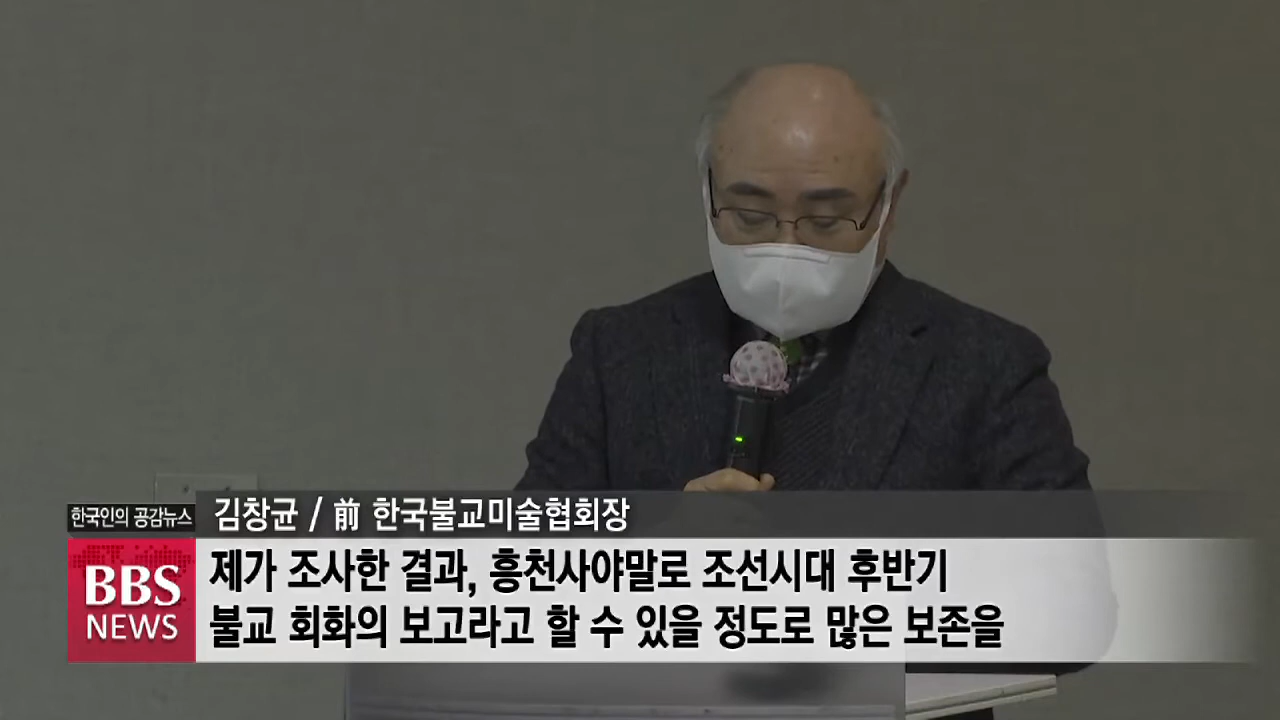 한국인의 공감뉴스
김창균 / 前 한국불교미술협회장
BBS
NEWS
제가 조사한 결과, 흥천사야말로 조선시대 후반기
불교 회화의 보고라고 할 수 있을 정도로 많은 보존을